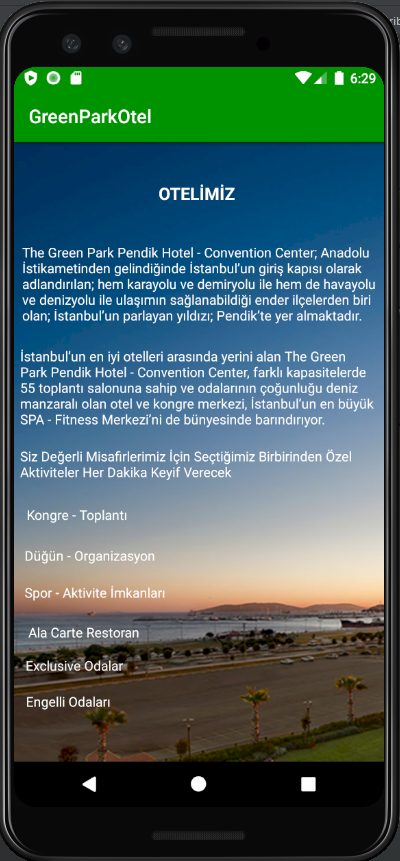 rib
6:29
GreenParkOtel
OTELİMİZ
The Green Park Pendik Hotel - Convention Center; Anadolu
İstikametinden gelindiğinde İstanbul'un giriş kapısı olarak
adlandırılan; hem karayolu ve demiryolu ile hem de havayolu
ve denizyolu ile ulaşımın sağlanabildiği ender ilçelerden biri
olan; İstanbul'un parlayan yıldızı; Pendik'te yer almaktadır.
İstanbul'un en iyi otelleri arasında yerini alan The Green
Park Pendik Hotel - Convention Center, farklı kapasitelerde
55 toplantı salonuna sahip ve odalarının çoğunluğu deniz
manzaralı olan otel ve kongre merkezi, İstanbul'un en büyük
SPA - Fitness Merkezi'ni de bünyesinde barındırıyor.
Siz Değerli Misafirlerimiz İçin Seçtiğimiz Birbirinden Özel
Aktiviteler Her Dakika Keyif Verecek
Kongre - Toplantı
Düğün - Organizasyon
Spor - Aktivite İmkanları
Ala Carte Restoran
Exclusive Odalar
Engelli Odaları